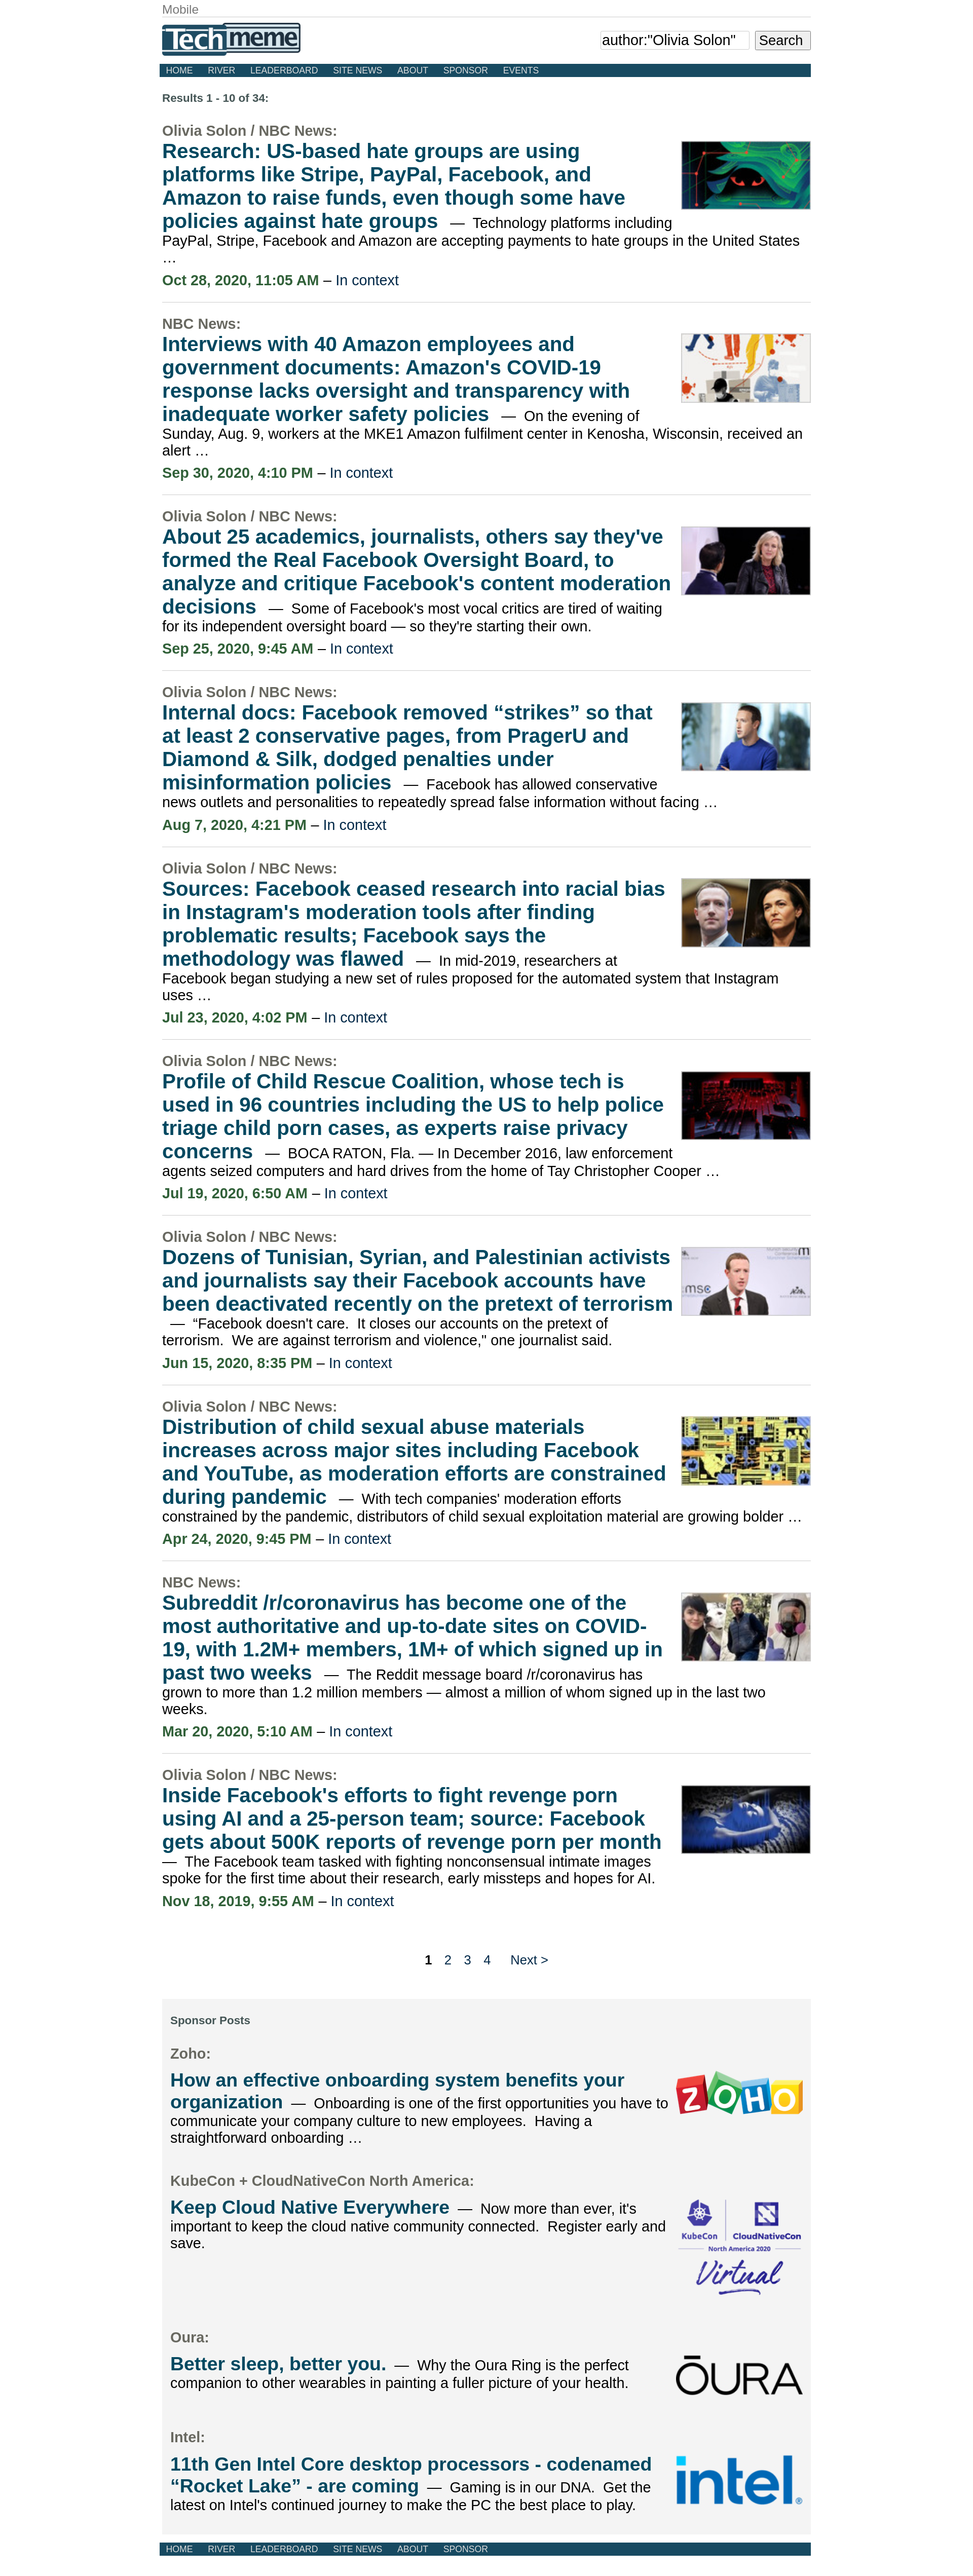 Mobile
Techmeme
author:"Olivia Solon"
Search
HOME RIVER LEADERBOARD SITE NEWS ABOUT SPONSOR EVENTS
Results 1 - 10 of 34:
Olivia Solon / NBC News:
Research: US-based hate groups are using
platforms like Stripe, PayPal, Facebook, and
Amazon to raise funds, even though some have
policies against hate groups — Technology platforms including
PayPal, Stripe, Facebook and Amazon are accepting payments to hate groups in the United States
…
Oct 28, 2020, 11:05 AM – In context
NBC News:
Interviews with 40 Amazon employees and
government documents: Amazon's COVID-19
response lacks oversight and transparency with
inadequate worker safety policies — On the evening of
Sunday, Aug. 9, workers at the MKE1 Amazon fulfilment center in Kenosha, Wisconsin, received an
alert …
Sep 30, 2020, 4:10 PM – In context
Olivia Solon / NBC News:
About 25 academics, journalists, others say they've
formed the Real Facebook Oversight Board, to
analyze and critique Facebook's content moderation
decisions — Some of Facebook's most vocal critics are tired of waiting
for its independent oversight board — so they're starting their own.
Sep 25, 2020, 9:45 AM – In context
Olivia Solon / NBC News:
Internal docs: Facebook removed “strikes” so that
at least 2 conservative pages, from PragerU and
Diamond & Silk, dodged penalties under
misinformation policies — Facebook has allowed conservative
news outlets and personalities to repeatedly spread false information without facing …
Aug 7, 2020, 4:21 PM – In context
Olivia Solon / NBC News:
Sources: Facebook ceased research into racial bias
in Instagram's moderation tools after finding
problematic results; Facebook says the
methodology was flawed — In mid-2019, researchers at
Facebook began studying a new set of rules proposed for the automated system that Instagram
uses …
Jul 23, 2020, 4:02 PM – In context
Olivia Solon / NBC News:
Profile of Child Rescue Coalition, whose tech is
used in 96 countries including the US to help police
triage child porn cases, as experts raise privacy
concerns — BOCA RATON, Fla. — In December 2016, law enforcement
agents seized computers and hard drives from the home of Tay Christopher Cooper …
Jul 19, 2020, 6:50 AM – In context
Olivia Solon / NBC News:
Dozens of Tunisian, Syrian, and Palestinian activists
and journalists say their Facebook accounts have
been deactivated recently on the pretext of terrorism
— “Facebook doesn't care. It closes our accounts on the pretext of
terrorism. We are against terrorism and violence," one journalist said.
Jun 15, 2020, 8:35 PM – In context
Olivia Solon / NBC News:
Distribution of child sexual abuse materials
increases across major sites including Facebook
and YouTube, as moderation efforts are constrained
during pandemic — With tech companies' moderation efforts
constrained by the pandemic, distributors of child sexual exploitation material are growing bolder …
Apr 24, 2020, 9:45 PM – In context
NBC News:
Subreddit /r/coronavirus has become one of the
most authoritative and up-to-date sites on COVID-
19, with 1.2M+ members, 1M+ of which signed up in
past two weeks — The Reddit message board /r/coronavirus has
grown to more than 1.2 million members — almost a million of whom signed up in the last two
weeks.
Mar 20, 2020, 5:10 AM – In context
Olivia Solon / NBC News:
Inside Facebook's efforts to fight revenge porn
using AI and a 25-person team; source: Facebook
gets about 500K reports of revenge porn per month
— The Facebook team tasked with fighting nonconsensual intimate images
spoke for the first time about their research, early missteps and hopes for AI.
Nov 18, 2019, 9:55 AM – In context
1 2 3 4 Next >
Sponsor Posts
Zoho:
How an effective onboarding system benefits your
organization — Onboarding is one of the first opportunities you have to
communicate your company culture to new employees. Having a
straightforward onboarding …
ZOHO
KubeCon + CloudNativeCon North America:
Keep Cloud Native Everywhere — Now more than ever, it's
important to keep the cloud native community connected. Register early and
save.
KubeCon CloudNativeCon
North America 2020
Virtual
Oura:
Better sleep, better you. — Why the Oura Ring is the perfect
companion to other wearables in painting a fuller picture of your health.
ŌURA
Intel:
11th Gen Intel Core desktop processors - codenamed
“Rocket Lake” - are coming — Gaming is in our DNA. Get the
latest on Intel's continued journey to make the PC the best place to play.
intel.
HOME RIVER LEADERBOARD SITE NEWS ABOUT SPONSOR